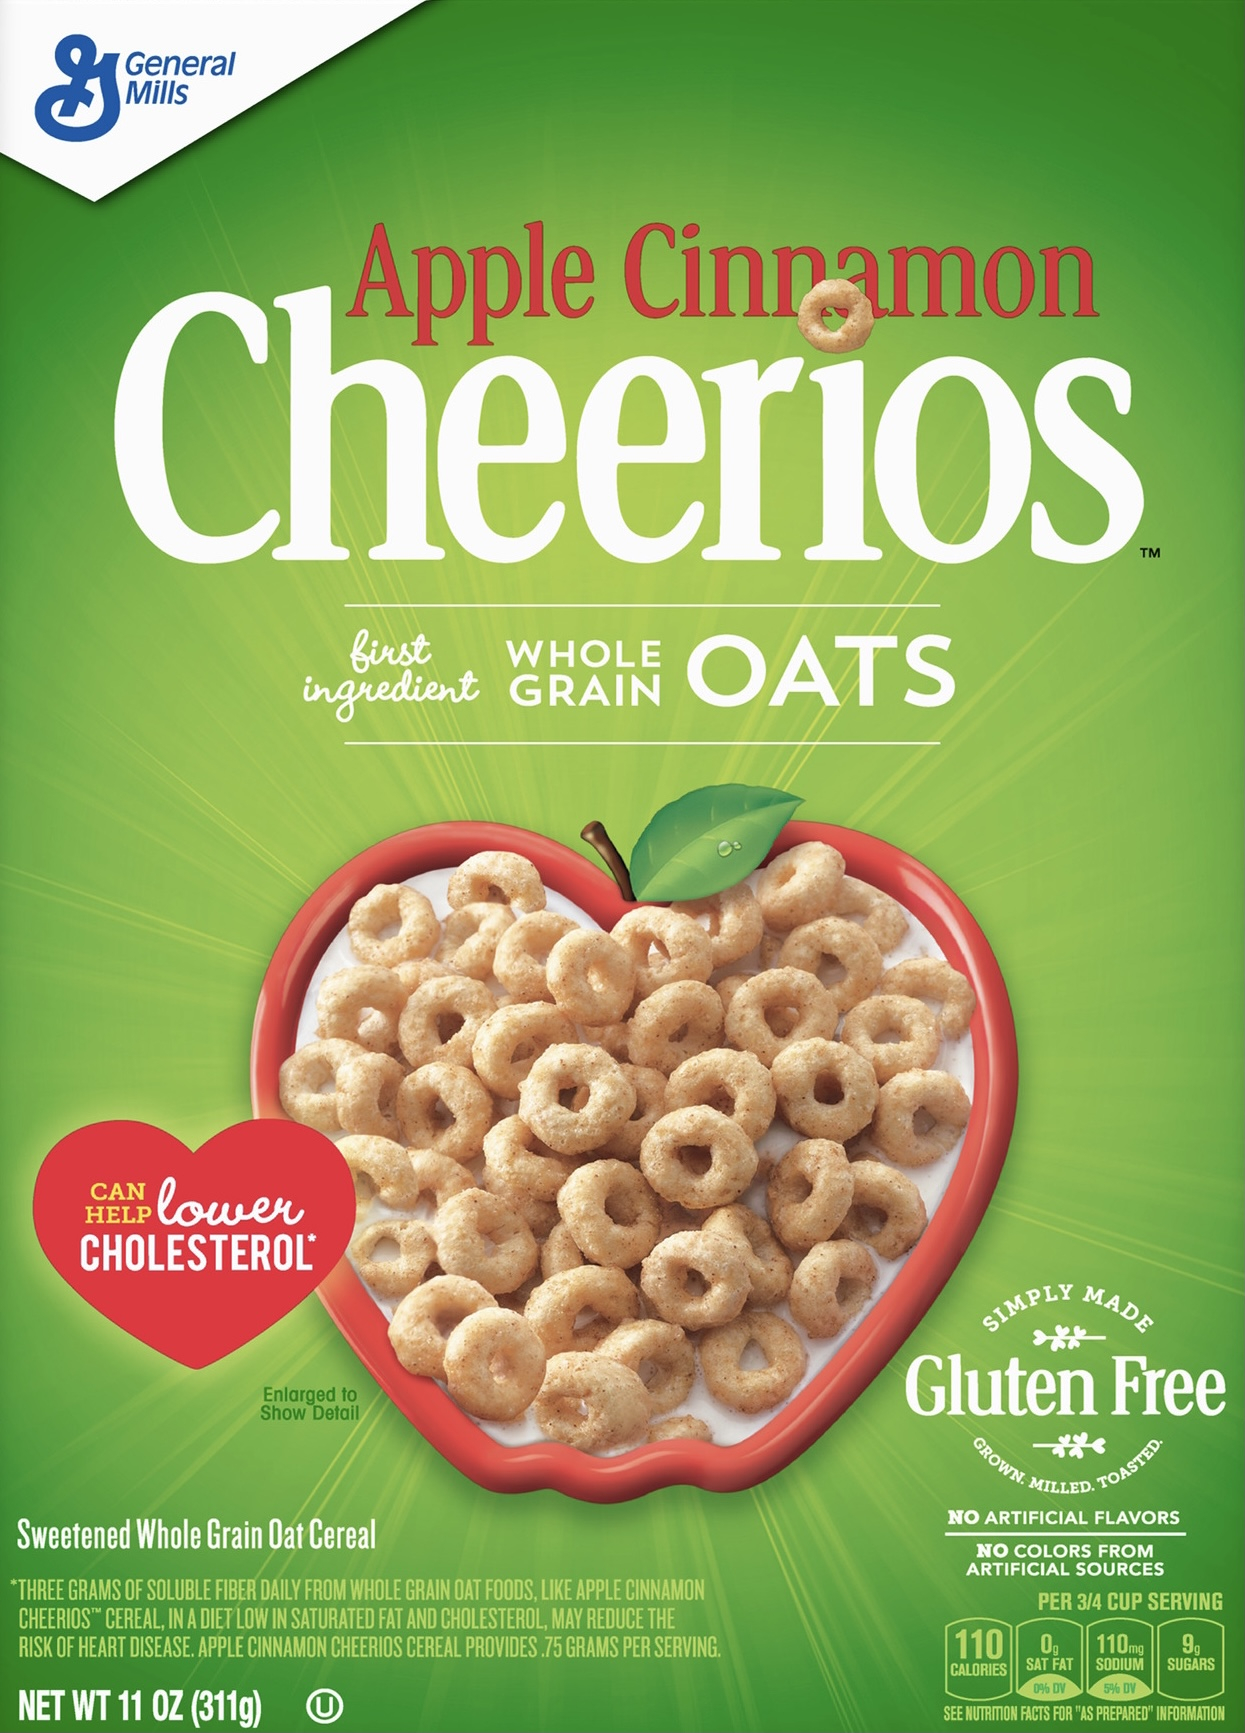 General
Mills
Apple Cinnamon
Cheerios™
first
ingredient
WHOLE
GRAIN
OATS
CAN
HELP lower
CHOLESTEROL*
Enlarged to
Show Detail
SIMPLY MADE
Gluten Free
GROWN. MILLED. TOASTED.
NO ARTIFICIAL FLAVORS
NO COLORS FROM
ARTIFICIAL SOURCES
Sweetened Whole Grain Oat Cereal
*THREE GRAMS OF SOLUBLE FIBER DAILY FROM WHOLE GRAIN OAT FOODS, LIKE APPLE CINNAMON
CHEERIOS™ CEREAL, IN A DIET LOW IN SATURATED FAT AND CHOLESTEROL, MAY REDUCE THE
RISK OF HEART DISEASE. APPLE CINNAMON CHEERIOS CEREAL PROVIDES .75 GRAMS PER SERVING.
PER 3/4 CUP SERVING
110
CALORIES
0g
SAT FAT
0% DV
110mg
SODIUM
5% DV
9g
SUGARS
SEE NUTRITION FACTS FOR "AS PREPARED" INFORMATION
NET WT 11 OZ (311g)
U